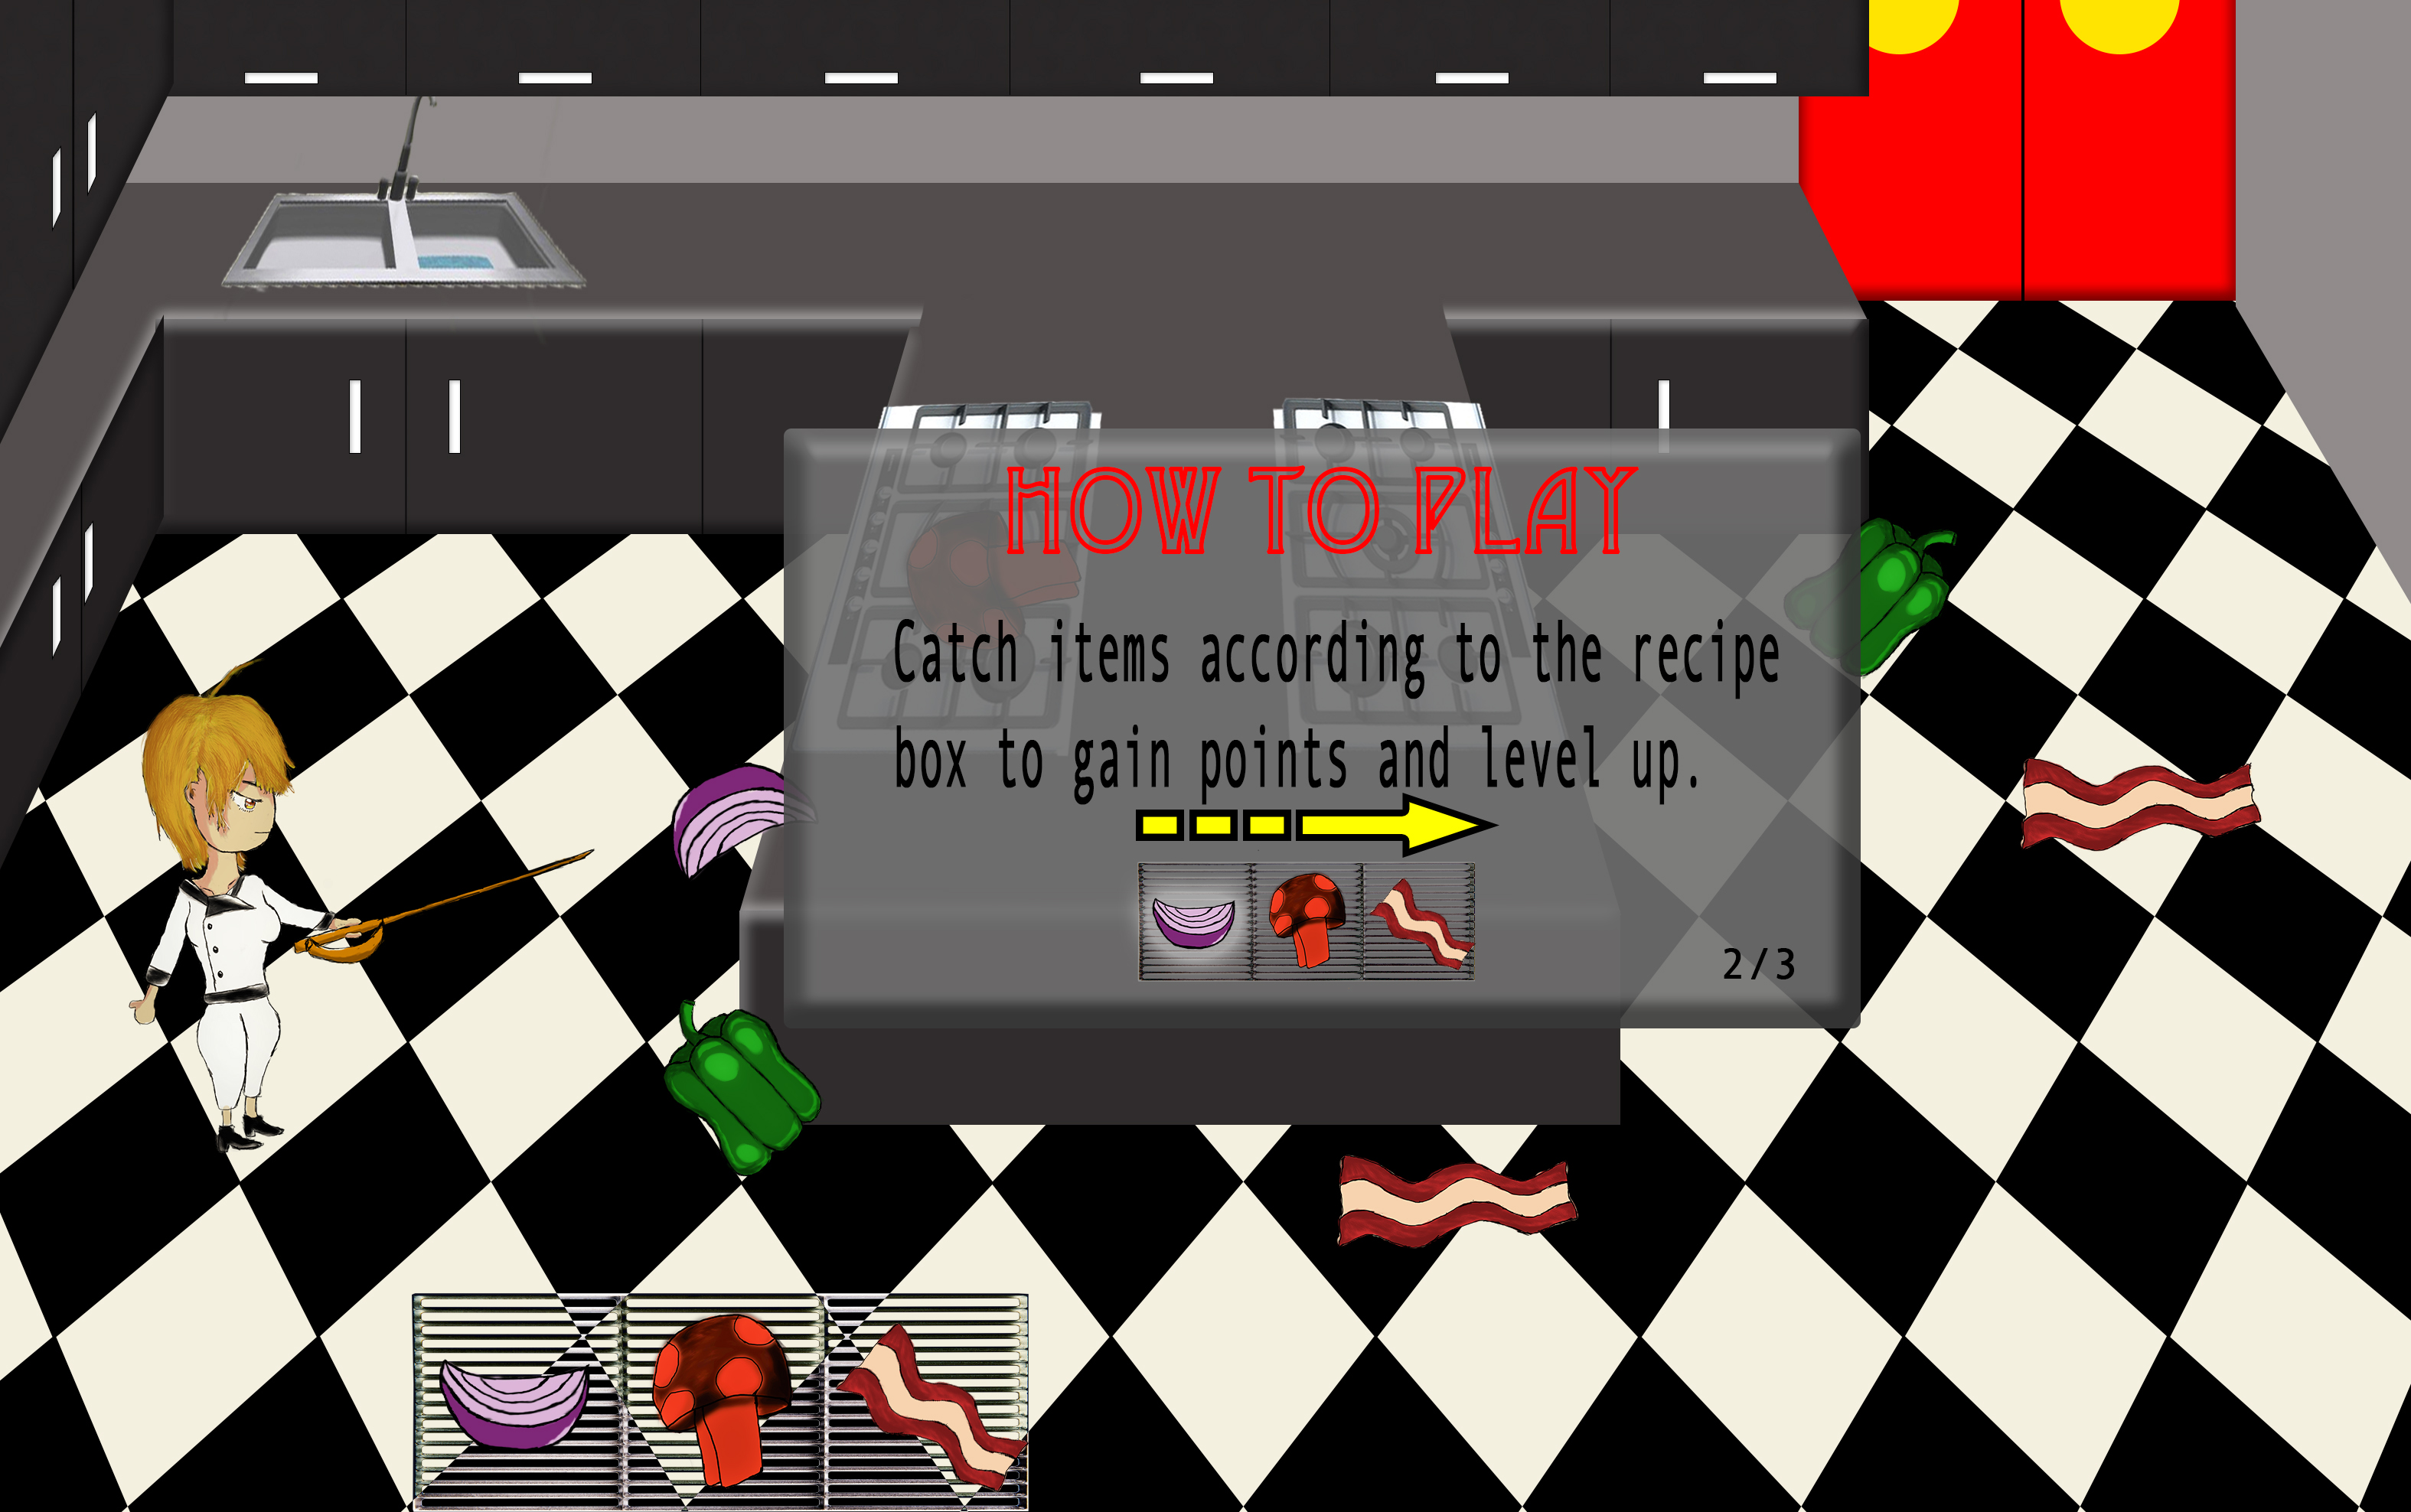 HOW TO PLAY
Catch items according to the recipe
box to gain points and level up.
2/3